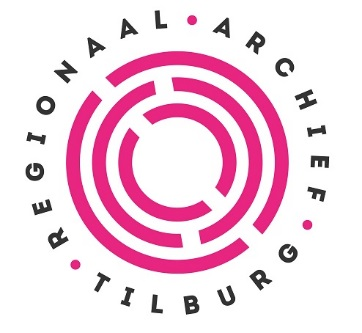 REGIONAAL • ARCHIEF • TILBURG •